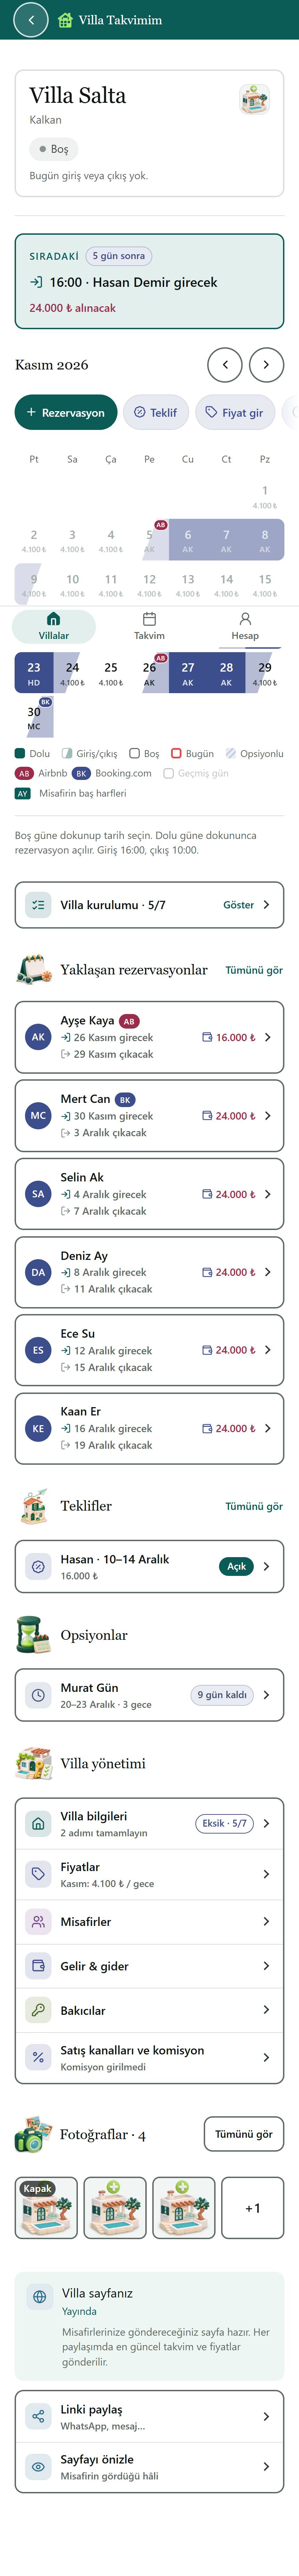 Villa Takvimim
Villa Salta
Kalkan
Boş
Bugün giriş veya çıkış yok.
SIRADAKİ 5 gün sonra
16:00 · Hasan Demir girecek
24.000 ₺ alınacak
Kasım 2026
+ Rezervasyon Teklif Fiyat gir
Pt Sa Ça Pe Cu Ct Pz
1
4.100 ₺
AB
2 3 4 5 6 7 8
4.100 ₺ 4.100 ₺ 4.100 ₺ AK AK AK AK
9 10 11 12 13 14 15
4.100 ₺ 4.100 ₺ 4.100 ₺ 4.100 ₺ 4.100 ₺ 4.100 ₺ 4.100 ₺
Villalar Takvim Hesap
AB
23 24 25 26 27 28 29
HD 4.100 ₺ 4.100 ₺ AK AK AK 4.100 ₺
BK
30
MC
Dolu Giriş/çıkış Boş Bugün Opsiyonlu
AB Airbnb BK Booking.com Geçmiş gün
AY Misafirin baş harfleri
Boş güne dokunup tarih seçin. Dolu güne dokununca
rezervasyon açılır. Giriş 16:00, çıkış 10:00.
Villa kurulumu · 5/7 Göster
Yaklaşan rezervasyonlar Tümünü gör
Ayşe Kaya AB
AK 26 Kasım girecek 16.000 ₺
29 Kasım çıkacak
Mert Can BK
MC 30 Kasım girecek 24.000 ₺
3 Aralık çıkacak
Selin Ak
SA 4 Aralık girecek 24.000 ₺
7 Aralık çıkacak
Deniz Ay
DA 8 Aralık girecek 24.000 ₺
11 Aralık çıkacak
Ece Su
ES 12 Aralık girecek 24.000 ₺
15 Aralık çıkacak
Kaan Er
KE 16 Aralık girecek 24.000 ₺
19 Aralık çıkacak
Teklifler Tümünü gör
Hasan · 10–14 Aralık Açık
16.000 ₺
Opsiyonlar
Murat Gün 9 gün kaldı
20–23 Aralık · 3 gece
Villa yönetimi
Villa bilgileri Eksik · 5/7
2 adımı tamamlayın
Fiyatlar
Kasım: 4.100 ₺ / gece
Misafirler
Gelir & gider
Bakıcılar
Satış kanalları ve komisyon
Komisyon girilmedi
Fotoğraflar · 4 Tümünü gör
Kapak
+1
Villa sayfanız
Yayında
Misafirlerinize göndereceğiniz sayfa hazır. Her
paylaşımda en güncel takvim ve fiyatlar
gönderilir.
Linki paylaş
WhatsApp, mesaj...
Sayfayı önizle
Misafirin gördüğü hâli